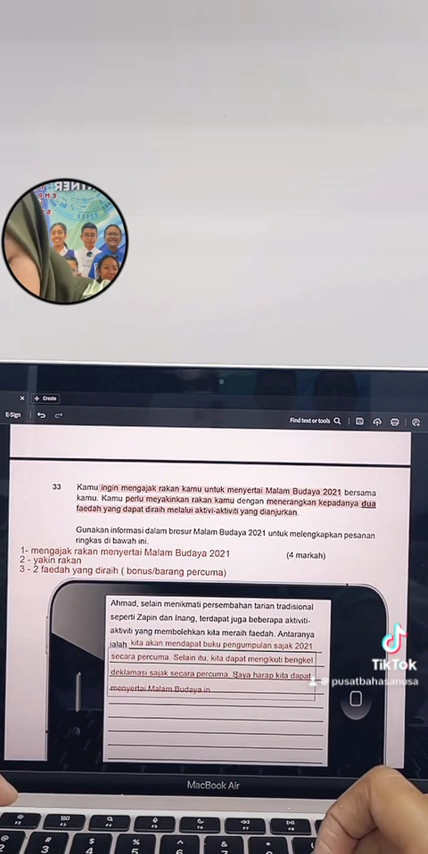 Create
E-Sign
Find text or tools
33 Kamu ingin mengajak rakan kamu untuk menyertai Malam Budaya 2021 bersama
kamu. Kamu perlu meyakinkan rakan kamu dengan menerangkan kepadanya dua
faedah yang dapat diraih melalui aktivi-aktiviti yang dianjurkan.
Gunakan informasi dalam brosur Malam Budaya 2021 untuk melengkapkan pesanan
ringkas di bawah ini.
(4 markah)
1- mengajak rakan menyertai Malam Budaya 2021
2 - yakin rakan
3 - 2 faedah yang diraih ( bonus/barang percuma)
Ahmad, selain menikmati persembahan tarian tradisional
seperti Zapin dan Inang, terdapat juga beberapa aktiviti-
aktiviti yang membolehkan kita meraih faedah. Antaranya
ialah kita akan mendapat buku pengumpulan sajak 2021
secara percuma. Selain itu, kita dapat mengikuti bengkel
deklamasi sajak secara percuma. Saya harap kita dapat
menyertai Malam Budaya in
TikTok
pusatbahasanusa
MacBook Air